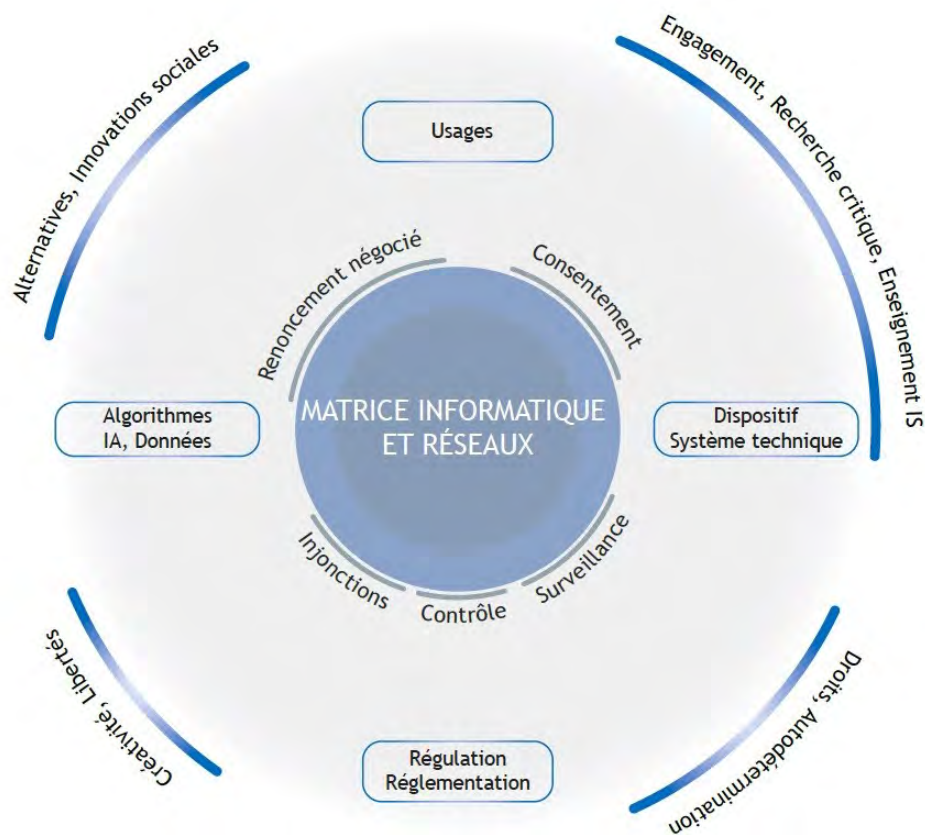 Alternatives, Innovations sociales
Engagement, Recherche critique, Enseignement IS
Usages
Renoncement négocié
Consentement
MATRICE INFORMATIQUE
ET RÉSEAUX
Algorithmes
IA, Données
Dispositif
Système technique
Injonctions
Contrôle
Surveillance
Créativité, Libertés
Droits, Autodétermination
Régulation
Réglementation